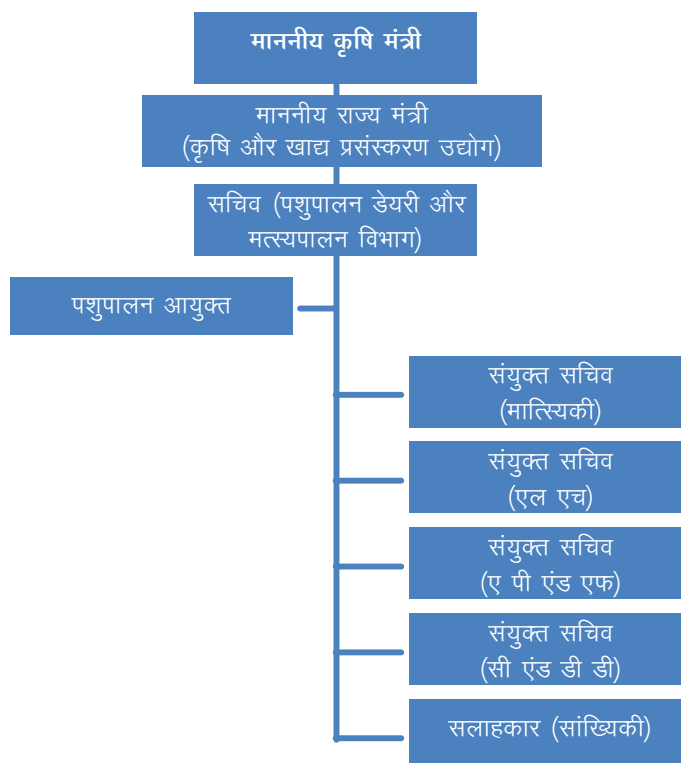 माननीय कृषि मंत्री
माननीय राज्य मंत्री
(कृषि और खाद्य प्रसंस्करण उद्योग)
सचिव (पशुपालन डेयरी और
मत्स्यपालन विभाग)
पशुपालन आयुक्त
संयुक्त सचिव
(मात्स्यिकी)
संयुक्त सचिव
(एल एच)
संयुक्त सचिव
(ए पी एंड एफ)
संयुक्त सचिव
(सी एंड डी डी)
सलाहकार (सांख्यिकी)